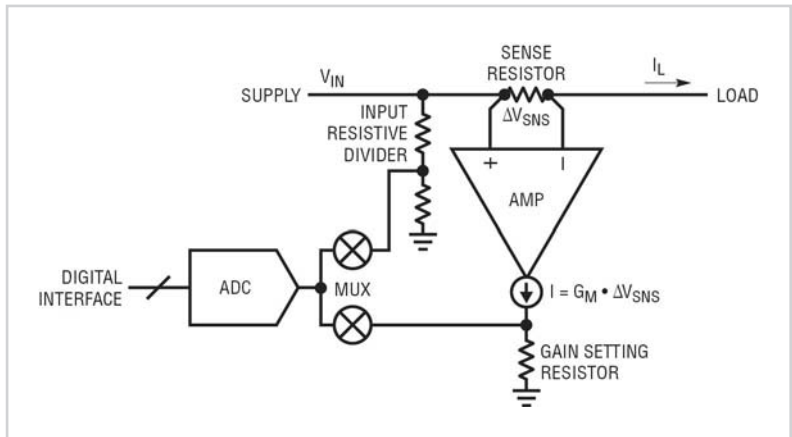 SENSE
RESISTOR
V_IN
I_L
SUPPLY
LOAD
INPUT
RESISTIVE
DIVIDER
ΔV_SNS
+
−
AMP
DIGITAL
INTERFACE
ADC
MUX
I = G_M • ΔV_SNS
GAIN SETTING
RESISTOR